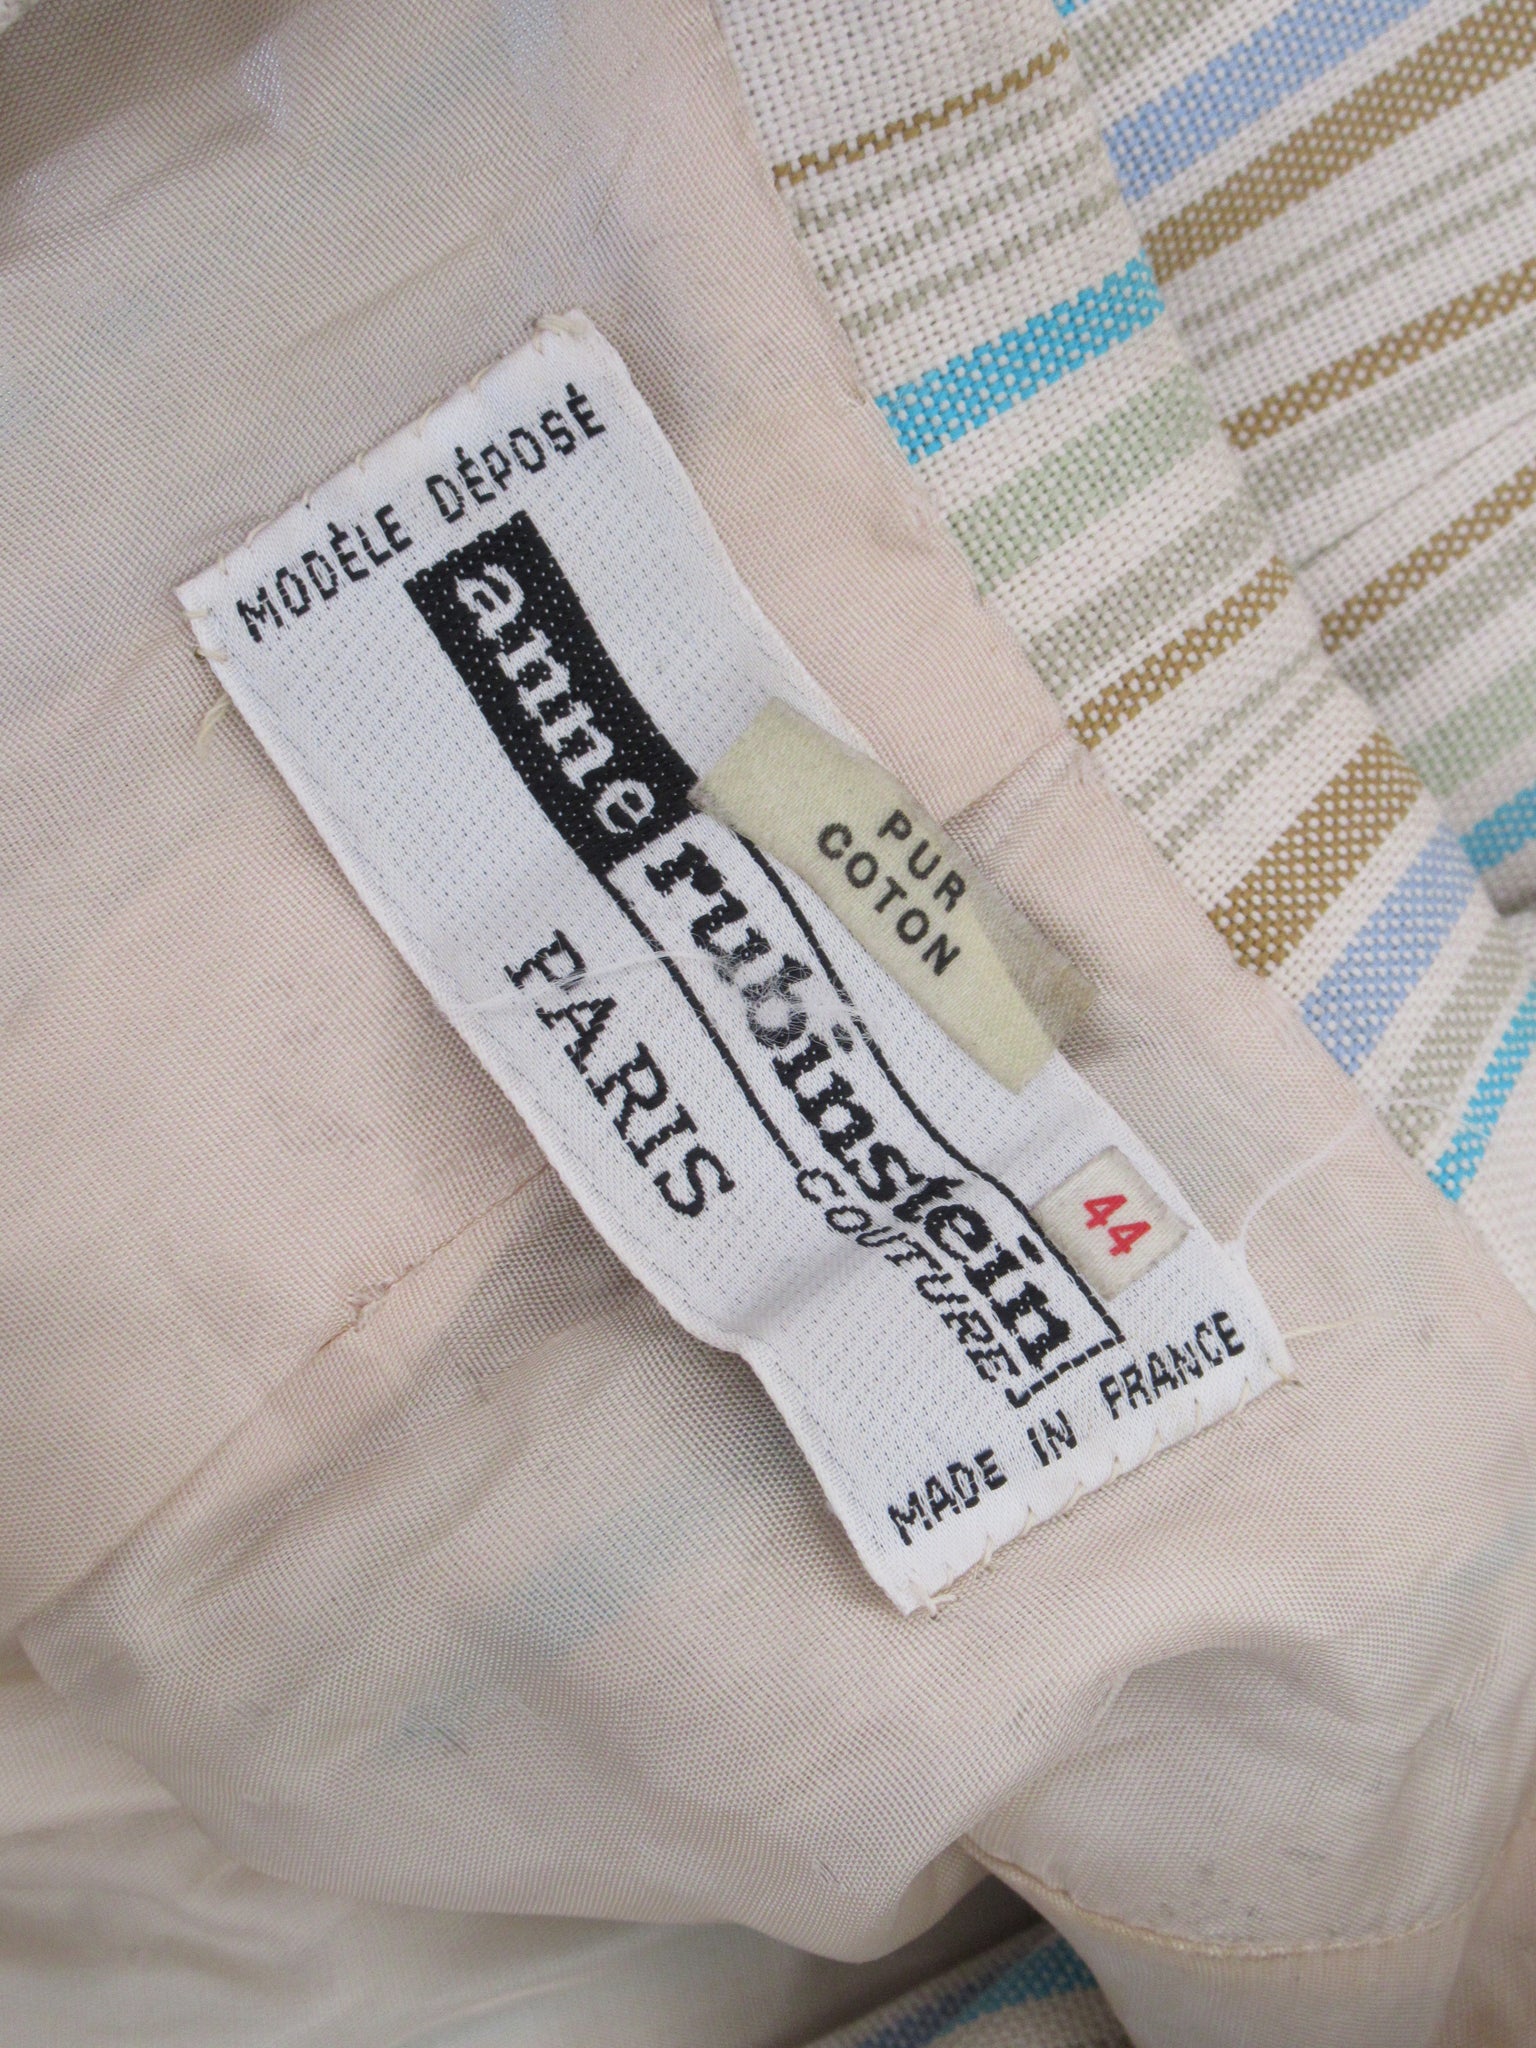 MODÈLE DÉPOSÉ
anne rubinstein
COUTURE
PARIS
PUR
COTON
44
MADE IN FRANCE